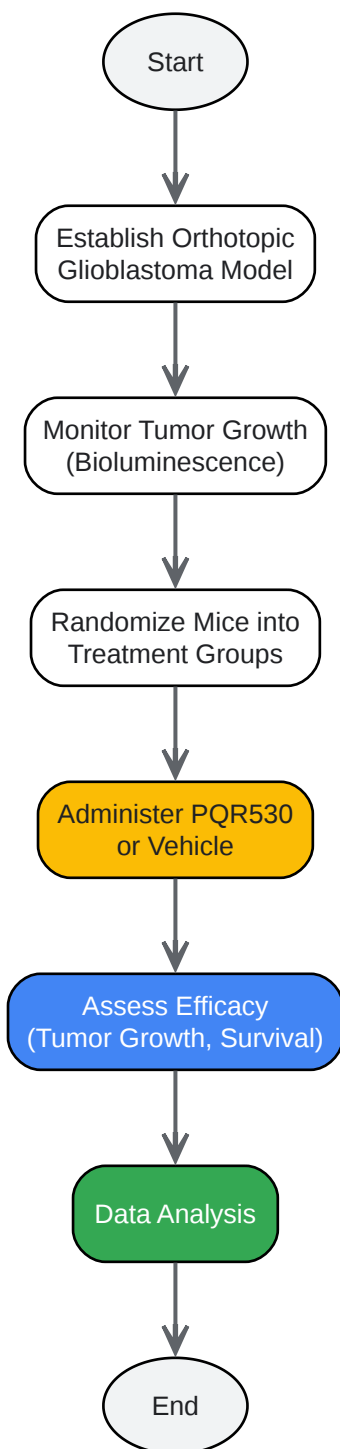 Start
Establish Orthotopic
Glioblastoma Model
Monitor Tumor Growth
(Bioluminescence)
Randomize Mice into
Treatment Groups
Administer PQR530
or Vehicle
Assess Efficacy
(Tumor Growth, Survival)
Data Analysis
End